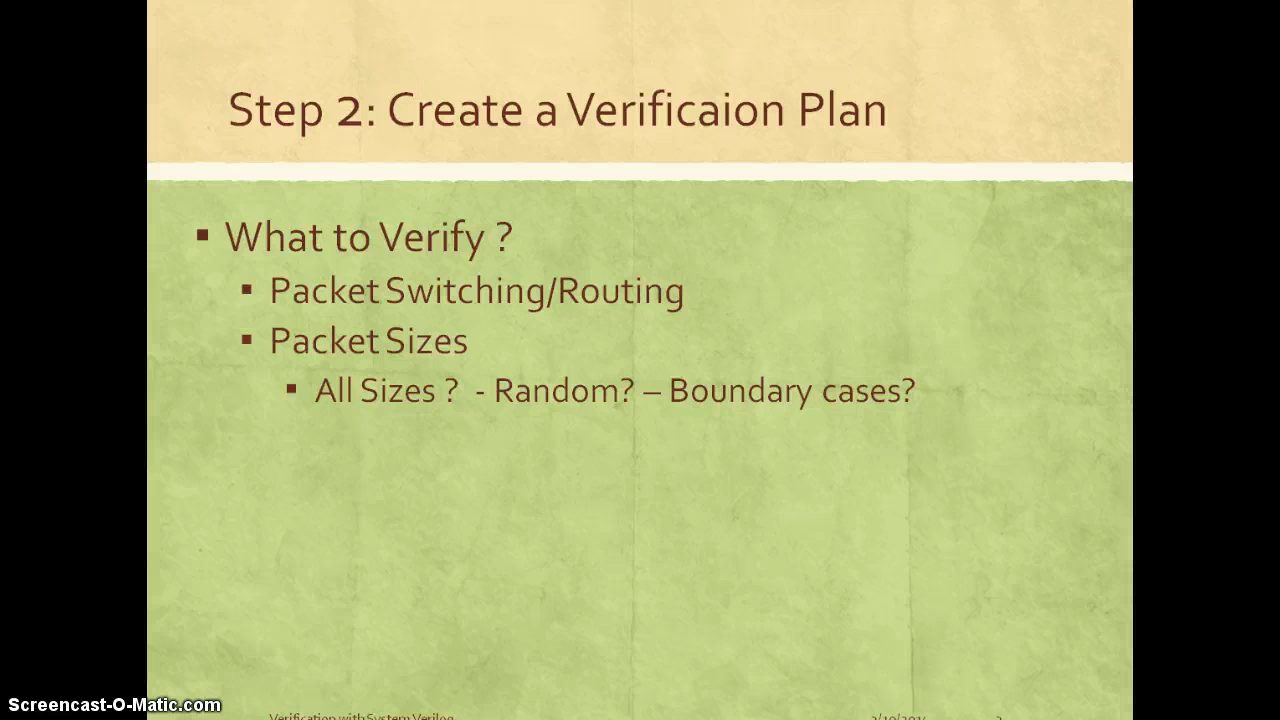 Step 2: Create a Verificaion Plan
▪ What to Verify ?
▪ Packet Switching/Routing
▪ Packet Sizes
▪ All Sizes ? - Random? – Boundary cases?
Screencast-O-Matic.com
Verification with System Verilog